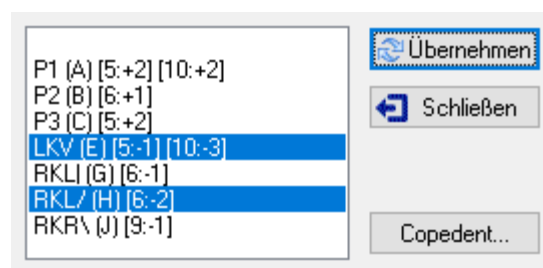 P1 (A) [5:+2] [10:+2]
P2 (B) [6:+1]
P3 (C) [5:+2]
LKV (E) [5:-1] [10:-3]
RKL| (G) [6:-1]
RKL/ (H) [6:-2]
RKR\ (J) [9:-1]
Übernehmen
Schließen
Copedent...